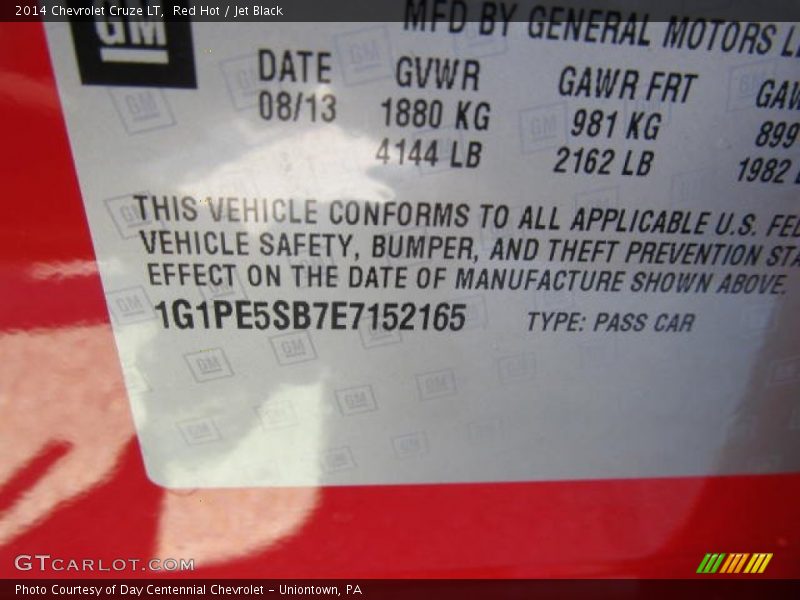 2014 Chevrolet Cruze LT, Red Hot / Jet Black
GM
MFD BY GENERAL MOTORS
DATE GVWR GAWR FRT
08/13 1880 KG 981 KG 899
4144 LB 2162 LB 1982
THIS VEHICLE CONFORMS TO ALL APPLICABLE U.S.
VEHICLE SAFETY, BUMPER, AND THEFT PREVENTION
EFFECT ON THE DATE OF MANUFACTURE SHOWN ABOVE.
1G1PE5SB7E7152165 TYPE: PASS CAR
GTCARLOT.COM
Photo Courtesy of Day Centennial Chevrolet - Uniontown, PA